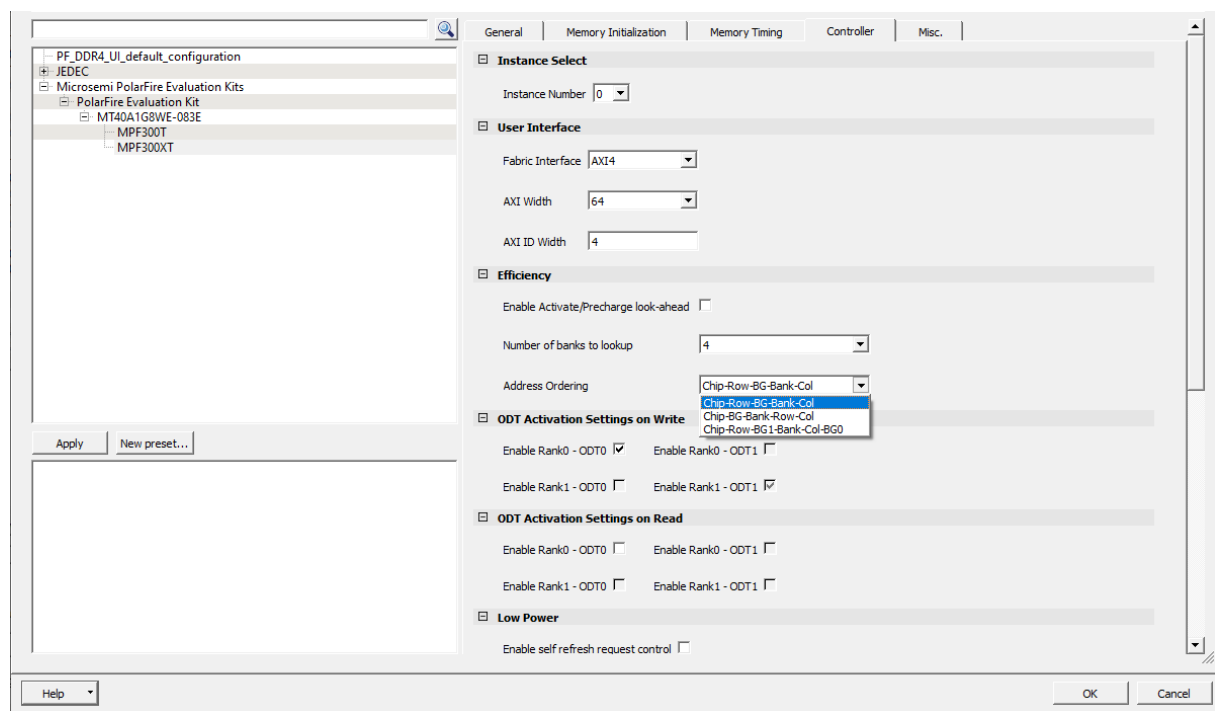 PF_DDR4_UI_default_configuration
JEDEC
Microsemi PolarFire Evaluation Kits
PolarFire Evaluation Kit
MT40A1G8WE-083E
MPF300T
MPF300XT
Apply New preset...
General Memory Initialization Memory Timing Controller Misc.
Instance Select
Instance Number 0
User Interface
Fabric Interface AXI4
AXI Width 64
AXI ID Width 4
Efficiency
Enable Activate/Precharge look-ahead
Number of banks to lookup 4
Address Ordering Chip-Row-BG-Bank-Col
Chip-Row-BG-Bank-Col
Chip-BG-Bank-Row-Col
Chip-Row-BG1-Bank-Col-BG0
ODT Activation Settings on Write
Enable Rank0 - ODT0 Enable Rank0 - ODT1
Enable Rank1 - ODT0 Enable Rank1 - ODT1
ODT Activation Settings on Read
Enable Rank0 - ODT0 Enable Rank0 - ODT1
Enable Rank1 - ODT0 Enable Rank1 - ODT1
Low Power
Enable self refresh request control
Help OK Cancel